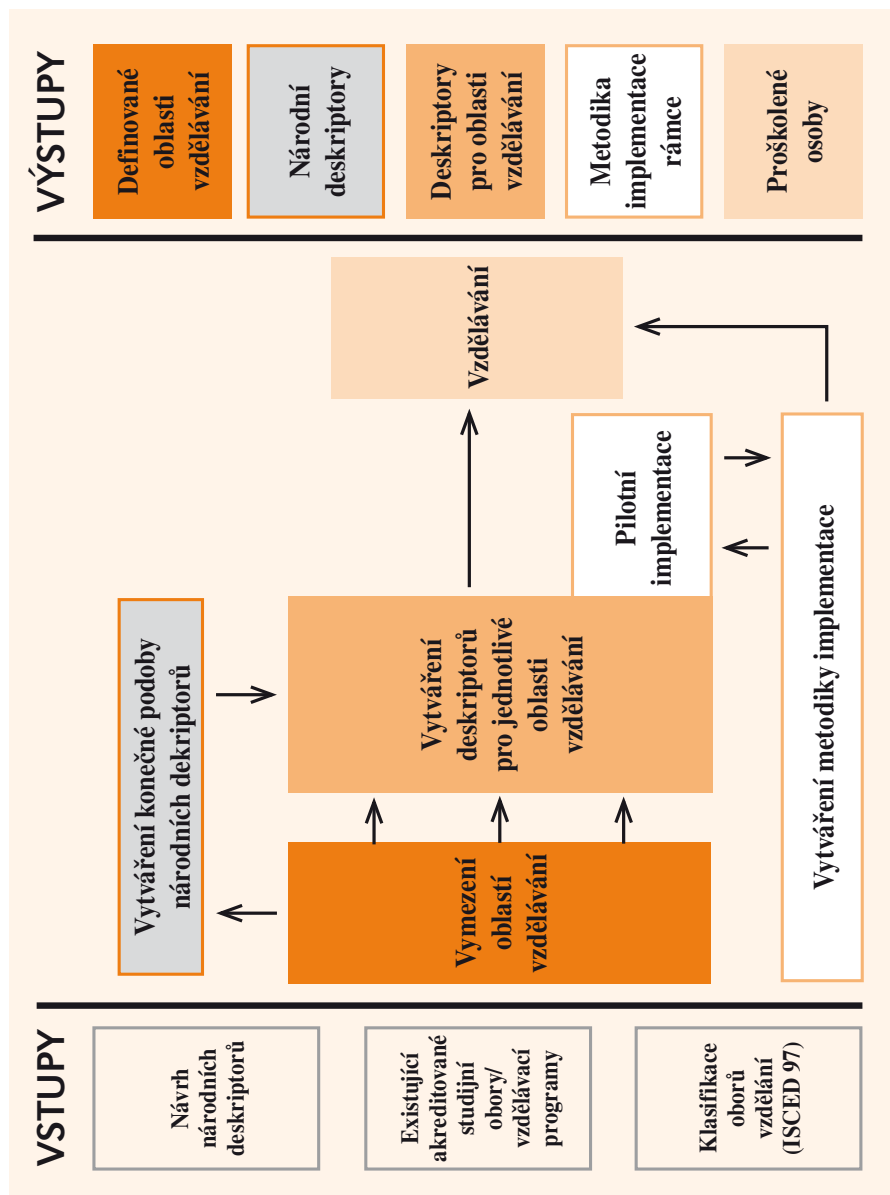 VSTUPY
Návrh
národních
deskriptorů
Existující
akreditované
studijní
obory/
vzdělávací
programy
Klasifikace
oborů
vzdělání
(ISCED 97)
Vytváření konečné podoby
národních dekriptorů
Vymezení
oblastí
vzdělávání
Vytváření
deskriptorů
pro jednotlivé
oblasti
vzdělávání
Pilotní
implementace
Vzdělávání
Vytváření metodiky implementace
VÝSTUPY
Definované
oblasti
vzdělávání
Národní
deskriptory
Deskriptory
pro oblasti
vzdělávání
Metodika
implementace
rámce
Proškolené
osoby